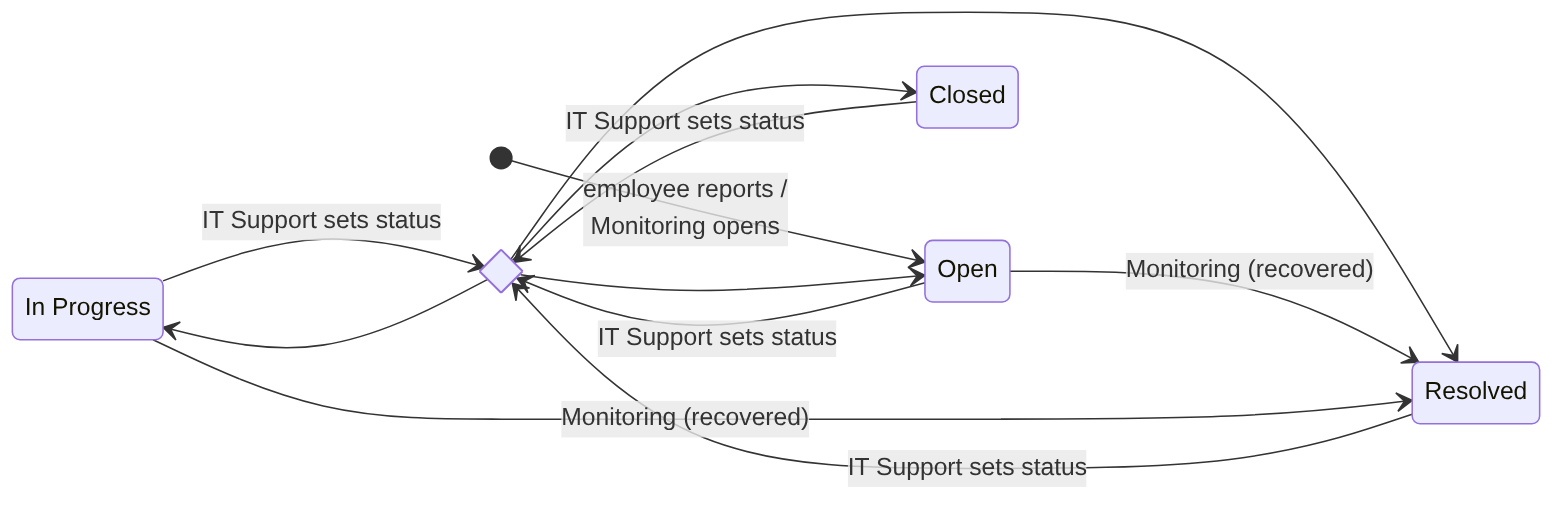 Closed
IT Support sets status
employee reports /
Monitoring opens
IT Support sets status
In Progress
Open
Monitoring (recovered)
IT Support sets status
Resolved
Monitoring (recovered)
IT Support sets status